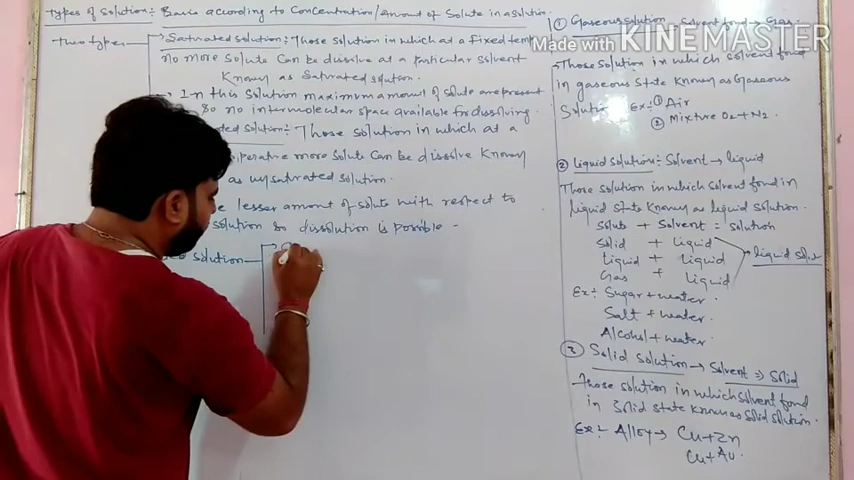 Types of Solution:- Basis according to Concentration/Amount of Solute in a Solution.
Two types
Saturated solution:- Those solution in which at a fixed temp
no more solute can be dissolve at a particular solvent
Known as Saturated solution.
In this solution maximum amount of solute are present
so no intermolecular space available for dissolving.
solution:- Those solution in which at a
more solute can be dissolve known
as unsaturated solution.
lesser amount of solute with respect to
solution so dissolution is possible
solution
① Gaseous solution Solvent found → Gas
Made with KINEMASTER
Those solution in which solvent found
in gaseous state known as Gaseous
Solution Ex:- ① Air
② Mixture O2 + N2.
② Liquid solution:- Solvent → liquid
Those solution in which solvent found in
liquid state known as liquid solution.
Solute + Solvent = solution
Solid + Liquid
Liquid + Liquid
Gas + Liquid
liquid
Ex:- Sugar + water.
Salt + water.
Alcohol + water.
③ Solid solution → Solvent ⇒ Solid
Those solution in which solvent found
in Solid state known as solid solution.
Ex:- Alloy → Cu + Zn
Cu + Au.